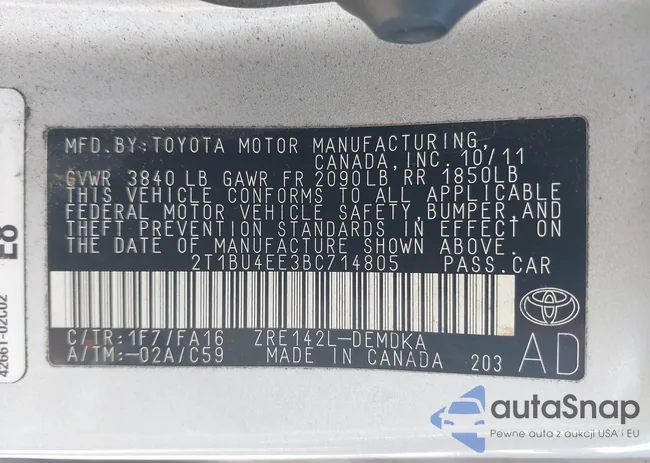 MFD.BY:TOYOTA MOTOR MANUFACTURING,
CANADA,INC. 10/11
GVWR 3840 LB GAWR FR 2090LB,RR 1850LB
THIS VEHICLE CONFORMS TO ALL APPLICABLE
FEDERAL MOTOR VEHICLE SAFETY,BUMPER,AND
THEFT PREVENTION STANDARDS IN EFFECT ON
THE DATE OF MANUFACTURE SHOWN ABOVE.
2T1BU4EE3BC714805 PASS.CAR
C/TR:1F7/FA16 ZRE142L-DEMDKA
A/TM:-02A/C59 MADE IN CANADA 203
AD
E8
42661-02C02
autoSnap
Pewne auto z aukcji USA i EU